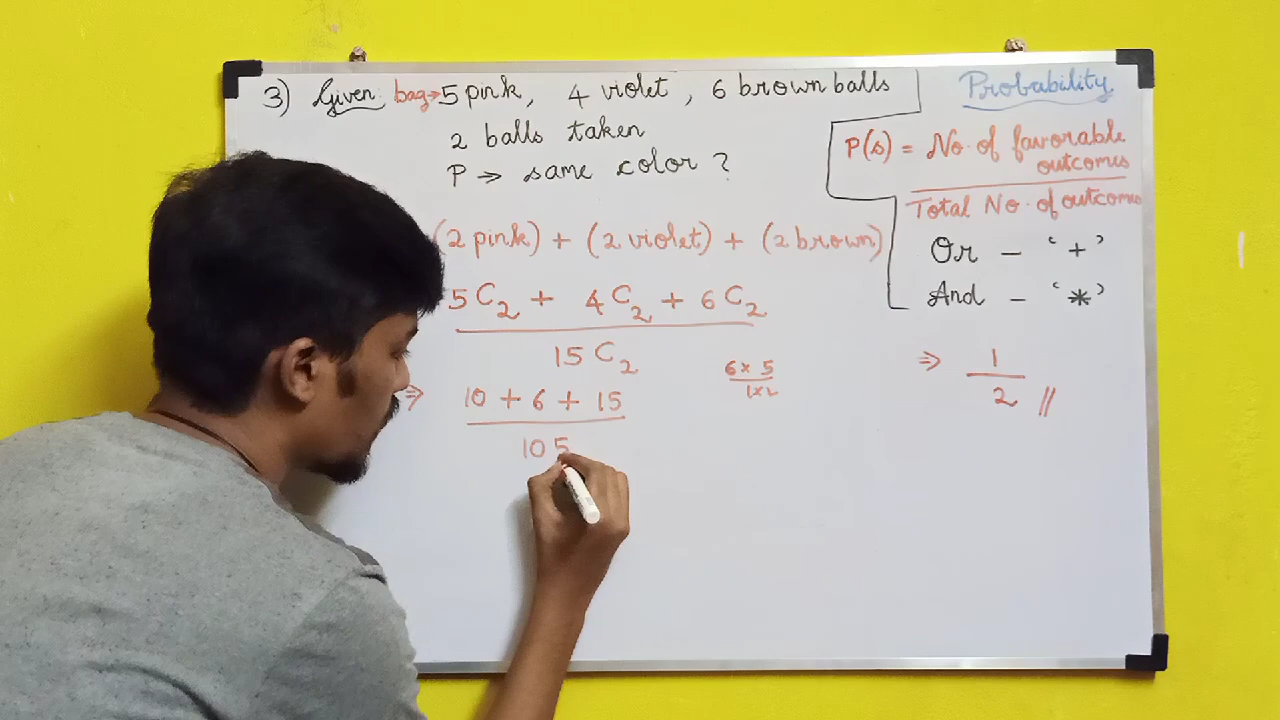 3) Given: bag→ 5 pink, 4 violet, 6 brown balls
2 balls taken
P → same color ?
(2 pink) + (2 violet) + (2 brown)
5C₂ + 4C₂ + 6C₂
15C₂
6 × 5
1×2
⇒ 10 + 6 + 15
105
Probability
P(s) = No. of favorable
outcomes
Total No. of outcomes
Or – ‘+’
And – ‘*’
⇒ 1
2 //